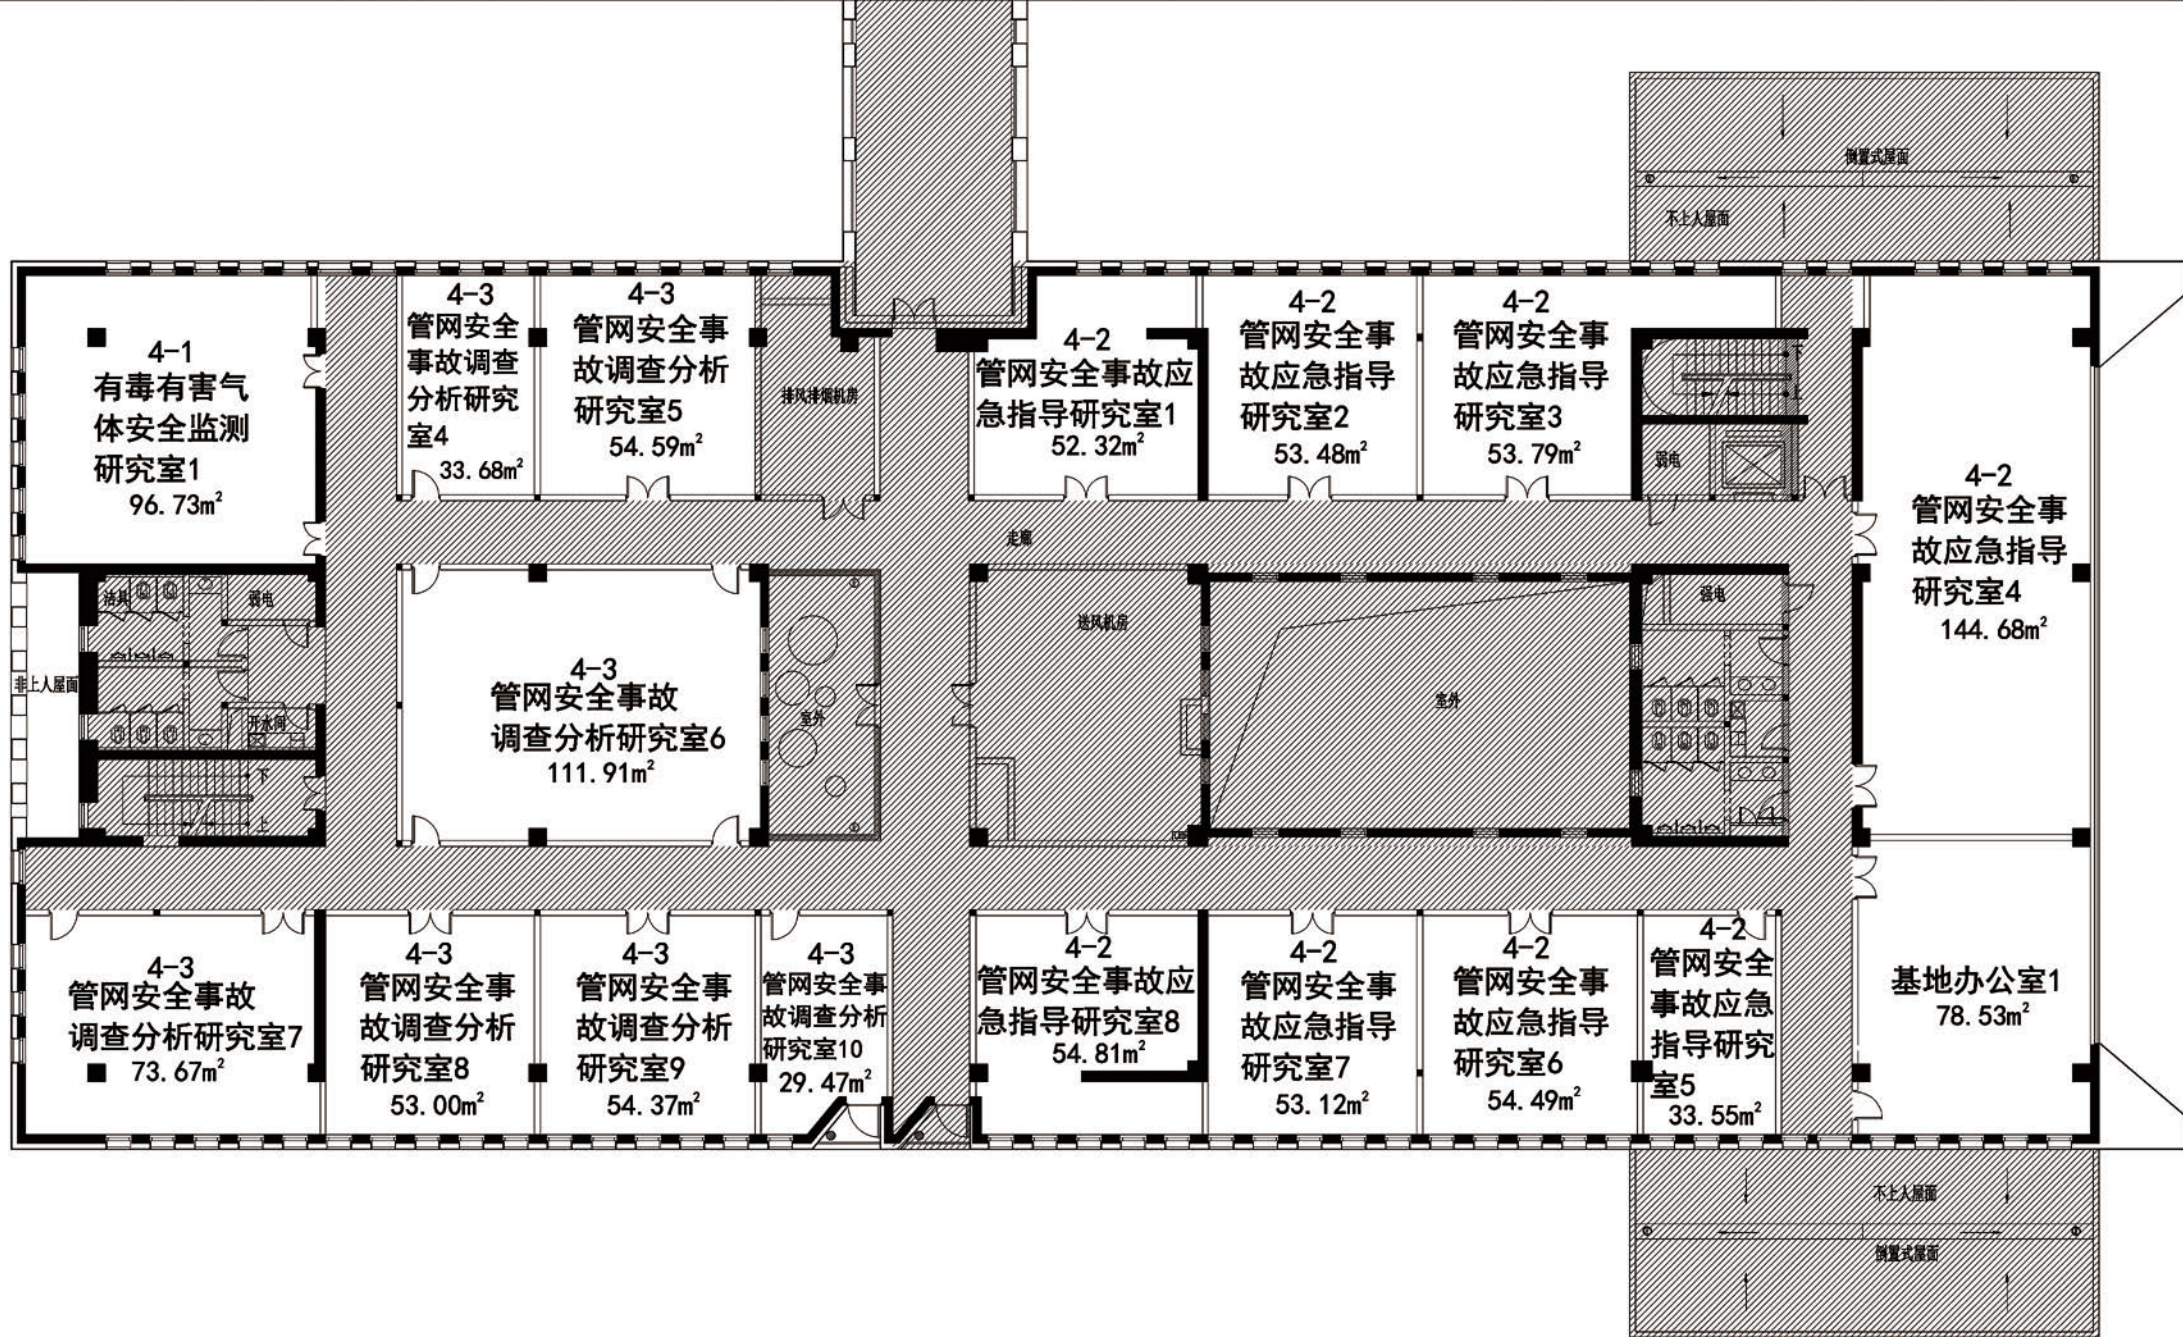 倒置式屋面
不上人屋面
4-1
有毒有害气
体安全监测
研究室1
96.73m²
4-3
管网安全
事故调查
分析研究
室4
33.68m²
4-3
管网安全事
故调查分析
研究室5
54.59m²
排风排烟机房
4-2
管网安全事故应
急指导研究室1
52.32m²
4-2
管网安全事
故应急指导
研究室2
53.48m²
4-2
管网安全事
故应急指导
研究室3
53.79m²
下
上
弱电
4-2
管网安全事
故应急指导
研究室4
144.68m²
走廊
洁具
弱电
非上人屋面
开水间
下
上
4-3
管网安全事故
调查分析研究室6
111.91m²
室外
送风机房
室外
强电
4-3
管网安全事故
调查分析研究室7
73.67m²
4-3
管网安全事
故调查分析
研究室8
53.00m²
4-3
管网安全事
故调查分析
研究室9
54.37m²
4-3
管网安全事
故调查分析
研究室10
29.47m²
4-2
管网安全事故应
急指导研究室8
54.81m²
4-2
管网安全事
故应急指导
研究室7
53.12m²
4-2
管网安全事
故应急指导
研究室6
54.49m²
4-2
管网安全
事故应急
指导研究
室5
33.55m²
基地办公室1
78.53m²
不上人屋面
倒置式屋面